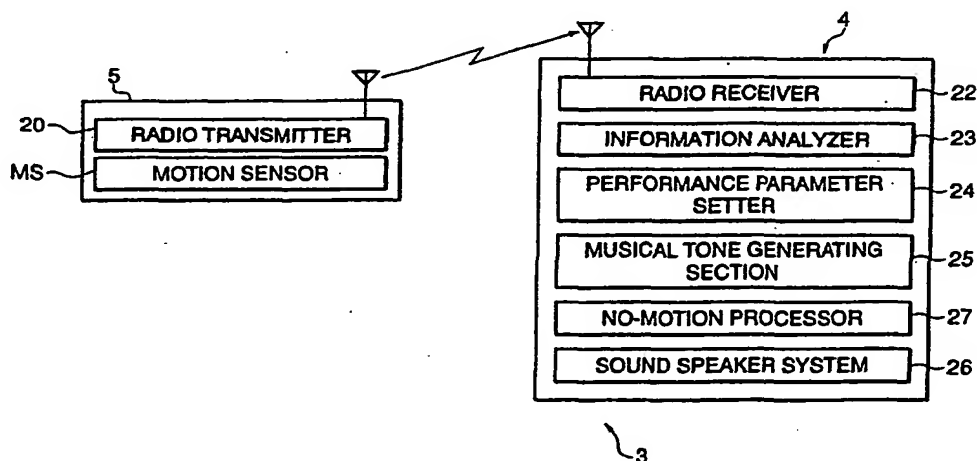 5
20
RADIO TRANSMITTER
MS
MOTION SENSOR
4
RADIO RECEIVER
22
INFORMATION ANALYZER
23
PERFORMANCE PARAMETER
SETTER
24
MUSICAL TONE GENERATING
SECTION
25
NO-MOTION PROCESSOR
27
SOUND SPEAKER SYSTEM
26
3